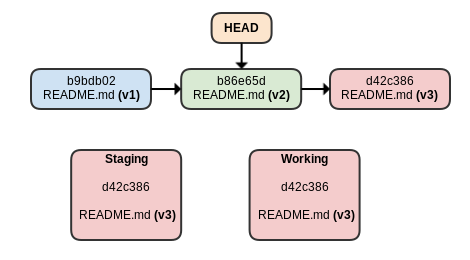 HEAD
b9bdb02
README.md (v1)
b86e65d
README.md (v2)
d42c386
README.md (v3)
Staging
d42c386
README.md (v3)
Working
d42c386
README.md (v3)